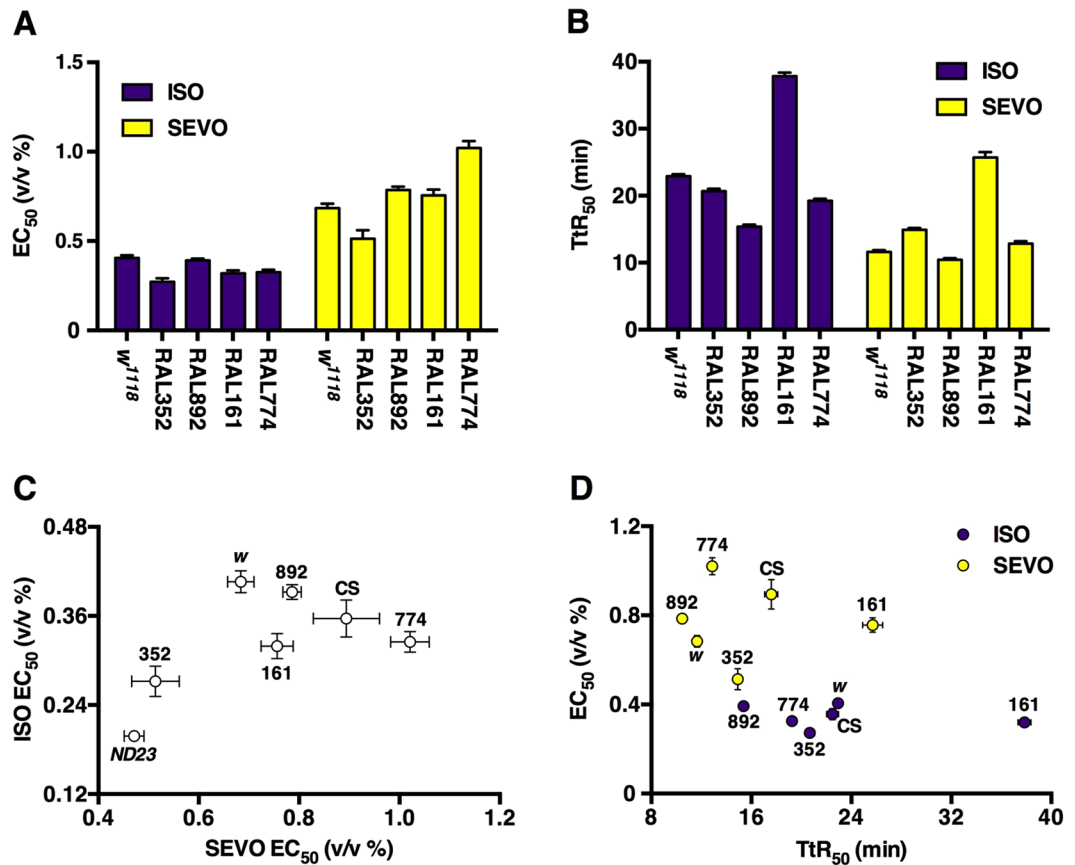 A
1.5
1.0
0.5
0
EC50 (v/v %)
ISO
SEVO
w1118
RAL352
RAL892
RAL161
RAL774
w1118
RAL352
RAL892
RAL161
RAL774
B
40
30
20
10
0
TtR50 (min)
ISO
SEVO
w1118
RAL352
RAL892
RAL161
RAL774
w1118
RAL352
RAL892
RAL161
RAL774
C
0.48
0.36
0.24
0.12
ISO EC50 (v/v %)
w
892
CS
774
161
352
ND23
0.4
0.6
0.8
1.0
1.2
SEVO EC50 (v/v %)
D
1.2
0.8
0.4
0
EC50 (v/v %)
ISO
SEVO
774
CS
892
161
w
352
892
774
352
w
CS
161
8
16
24
32
40
TtR50 (min)